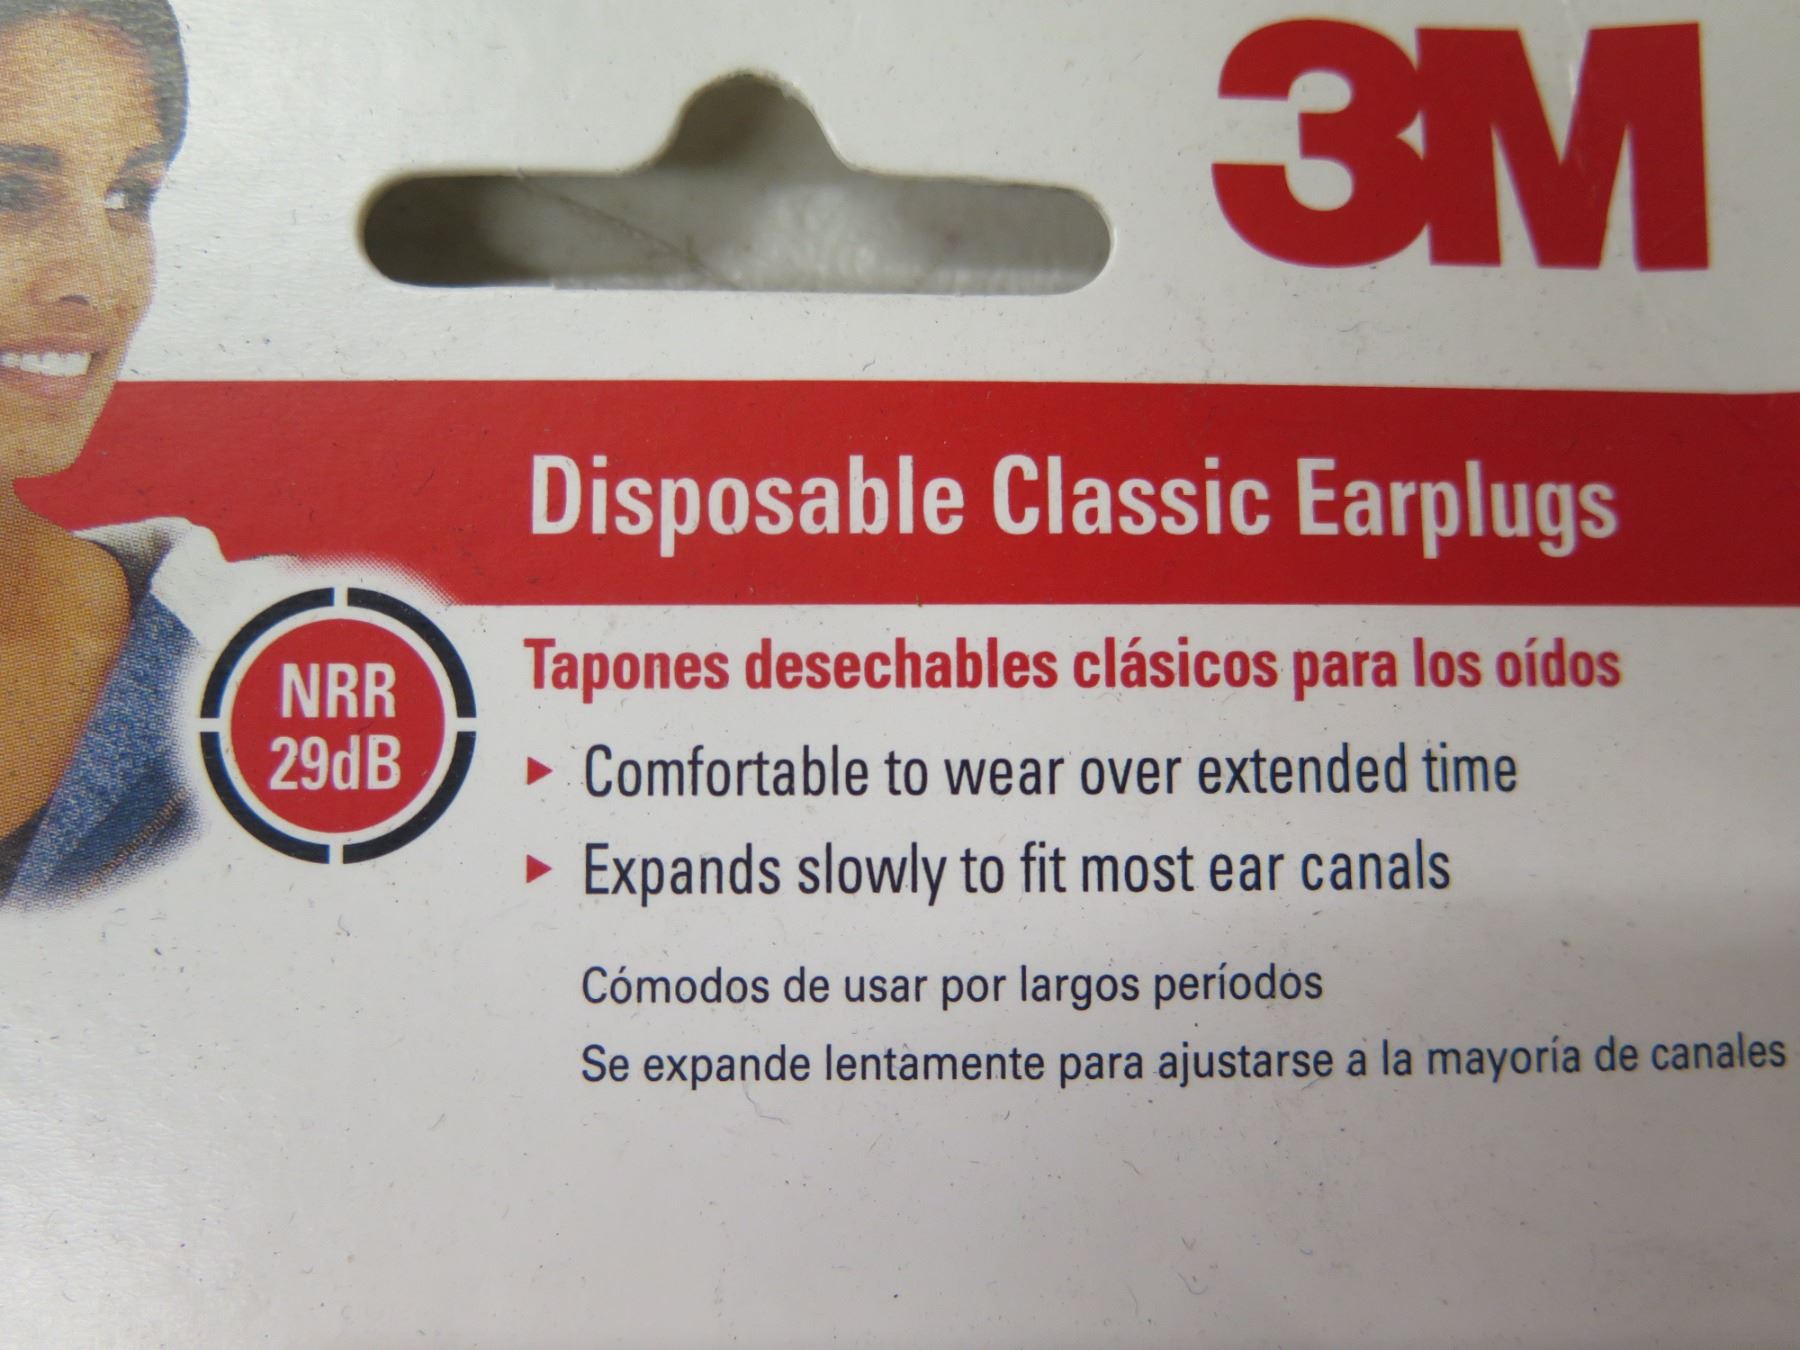 3M
Disposable Classic Earplugs
NRR
29dB
Tapones desechables clásicos para los oídos
Comfortable to wear over extended time
Expands slowly to fit most ear canals
Cómodos de usar por largos períodos
Se expande lentamente para ajustarse a la mayoría de canales